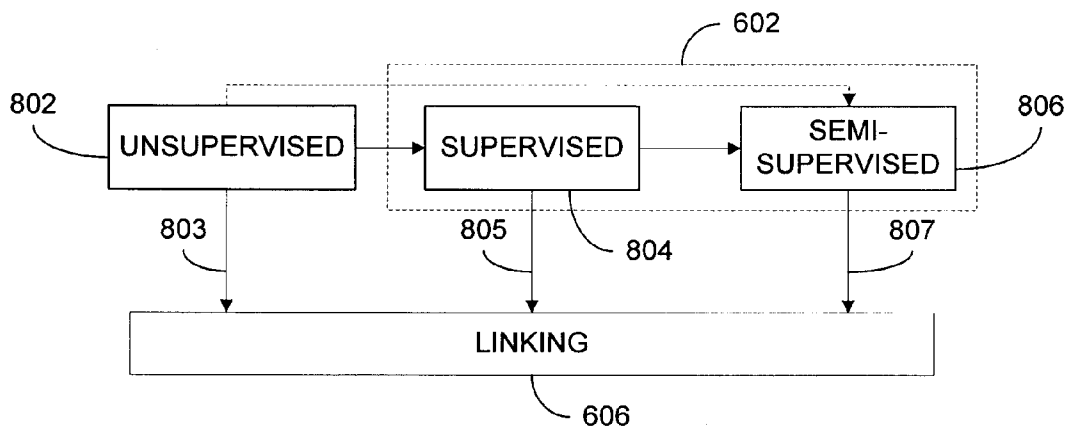 602
802
UNSUPERVISED
SUPERVISED
SEMI-
SUPERVISED
806
803
805
804
807
LINKING
606